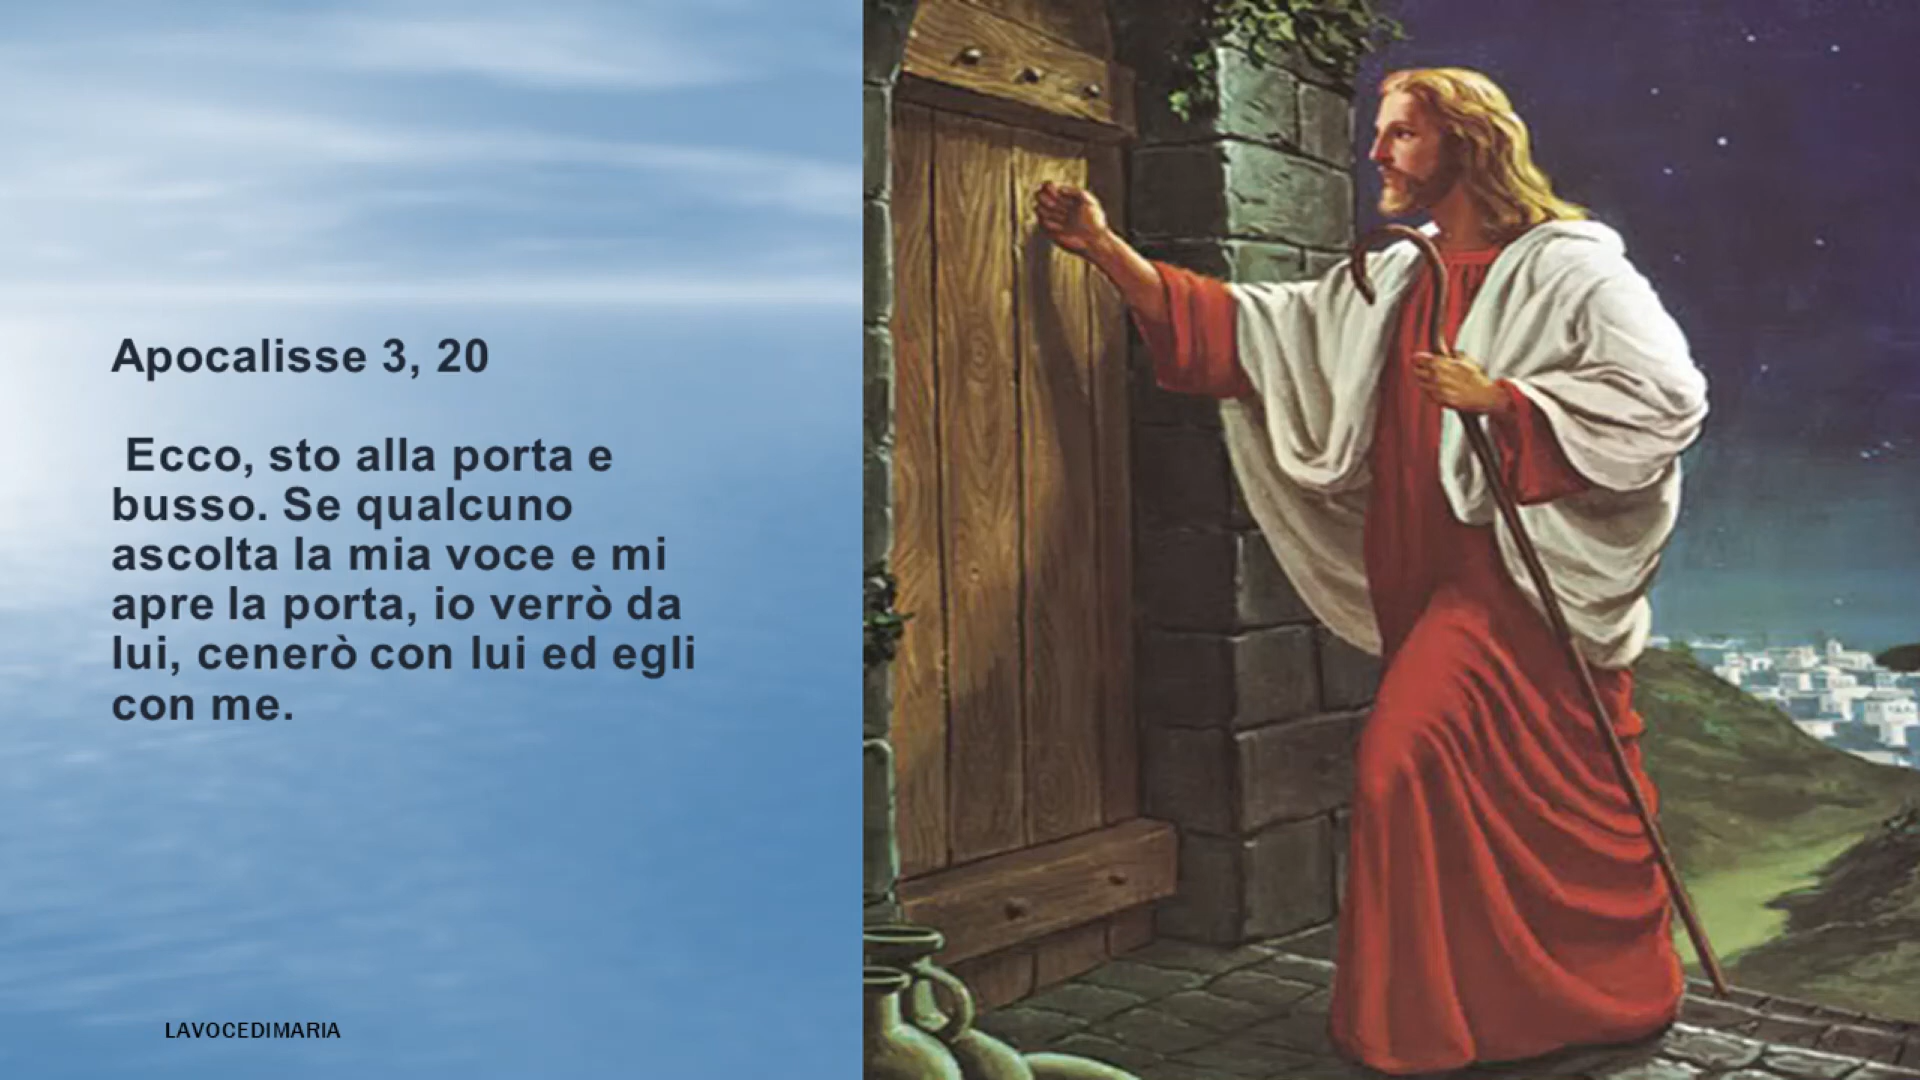 Apocalisse 3, 20
Ecco, sto alla porta e
busso. Se qualcuno
ascolta la mia voce e mi
apre la porta, io verrò da
lui, cenerò con lui ed egli
con me.
LAVOCEDIMARIA